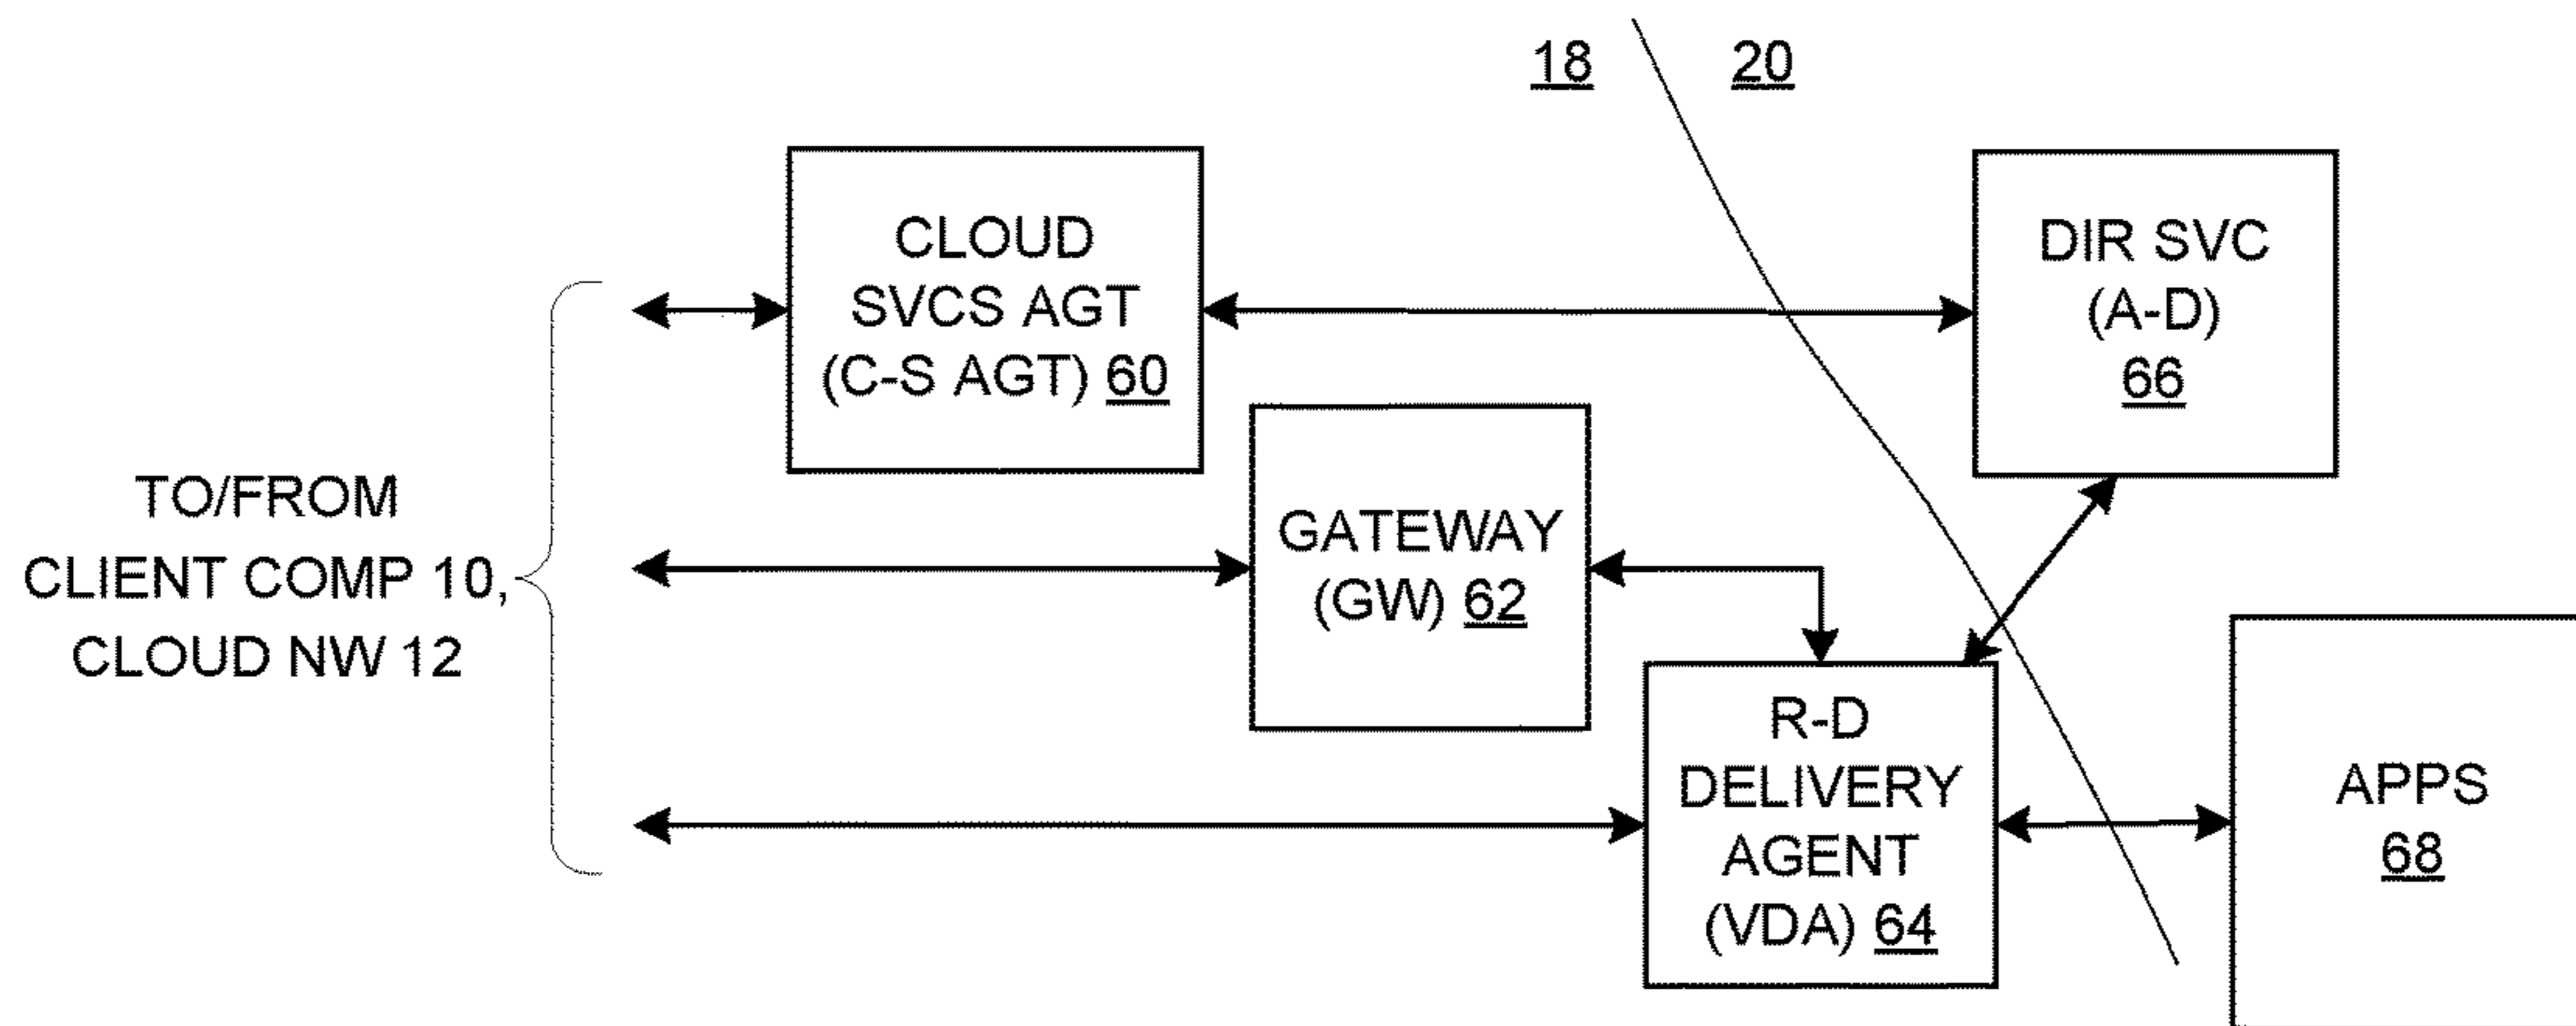 18
20
CLOUD
SVCS AGT
(C-S AGT) 60
DIR SVC
(A-D)
66
TO/FROM
CLIENT COMP 10,
CLOUD NW 12
GATEWAY
(GW) 62
R-D
DELIVERY
AGENT
(VDA) 64
APPS
68